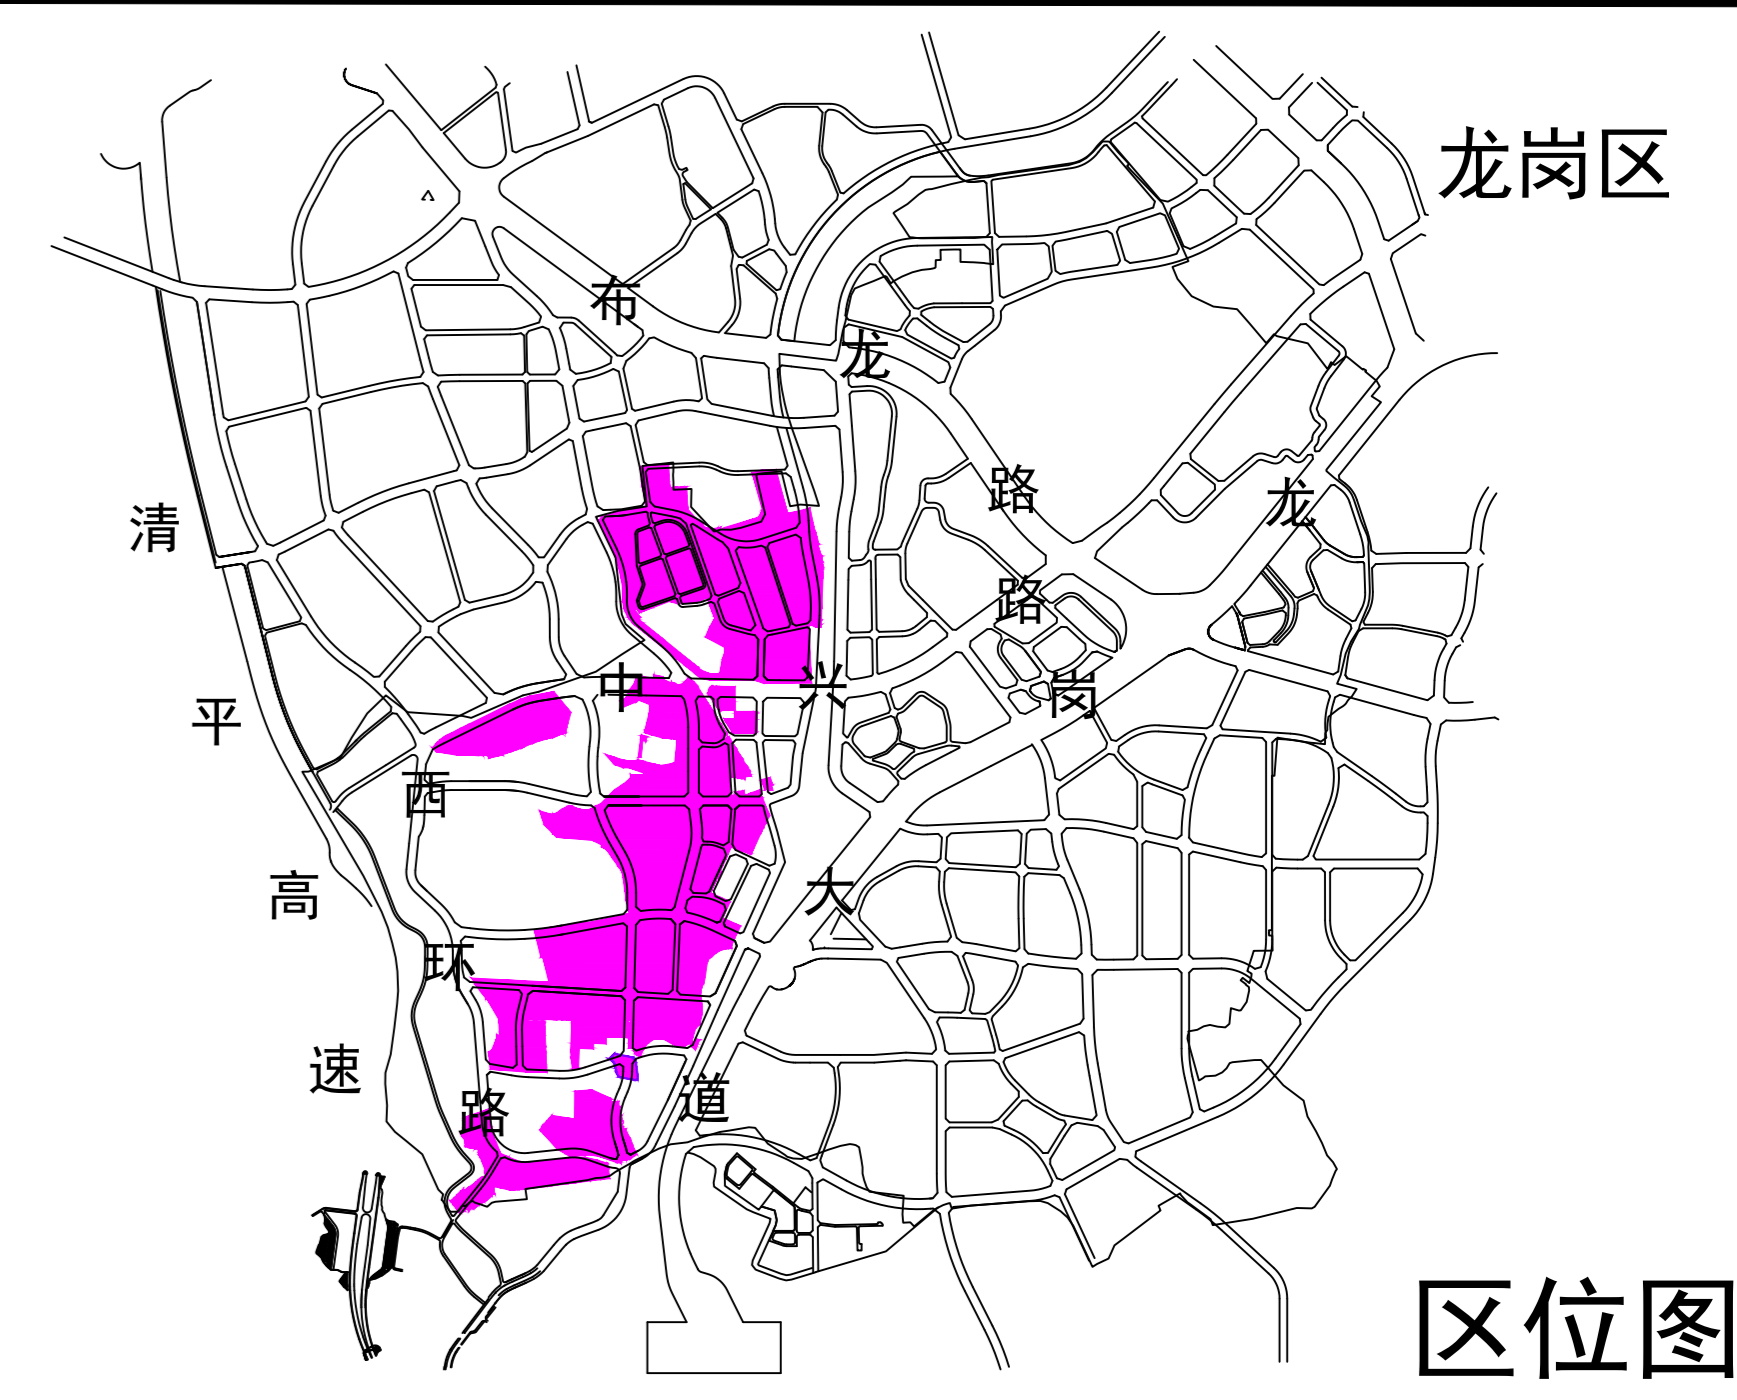 龙岗区
布龙路
清平高速
中兴路
龙岗大道
西环路
区位图